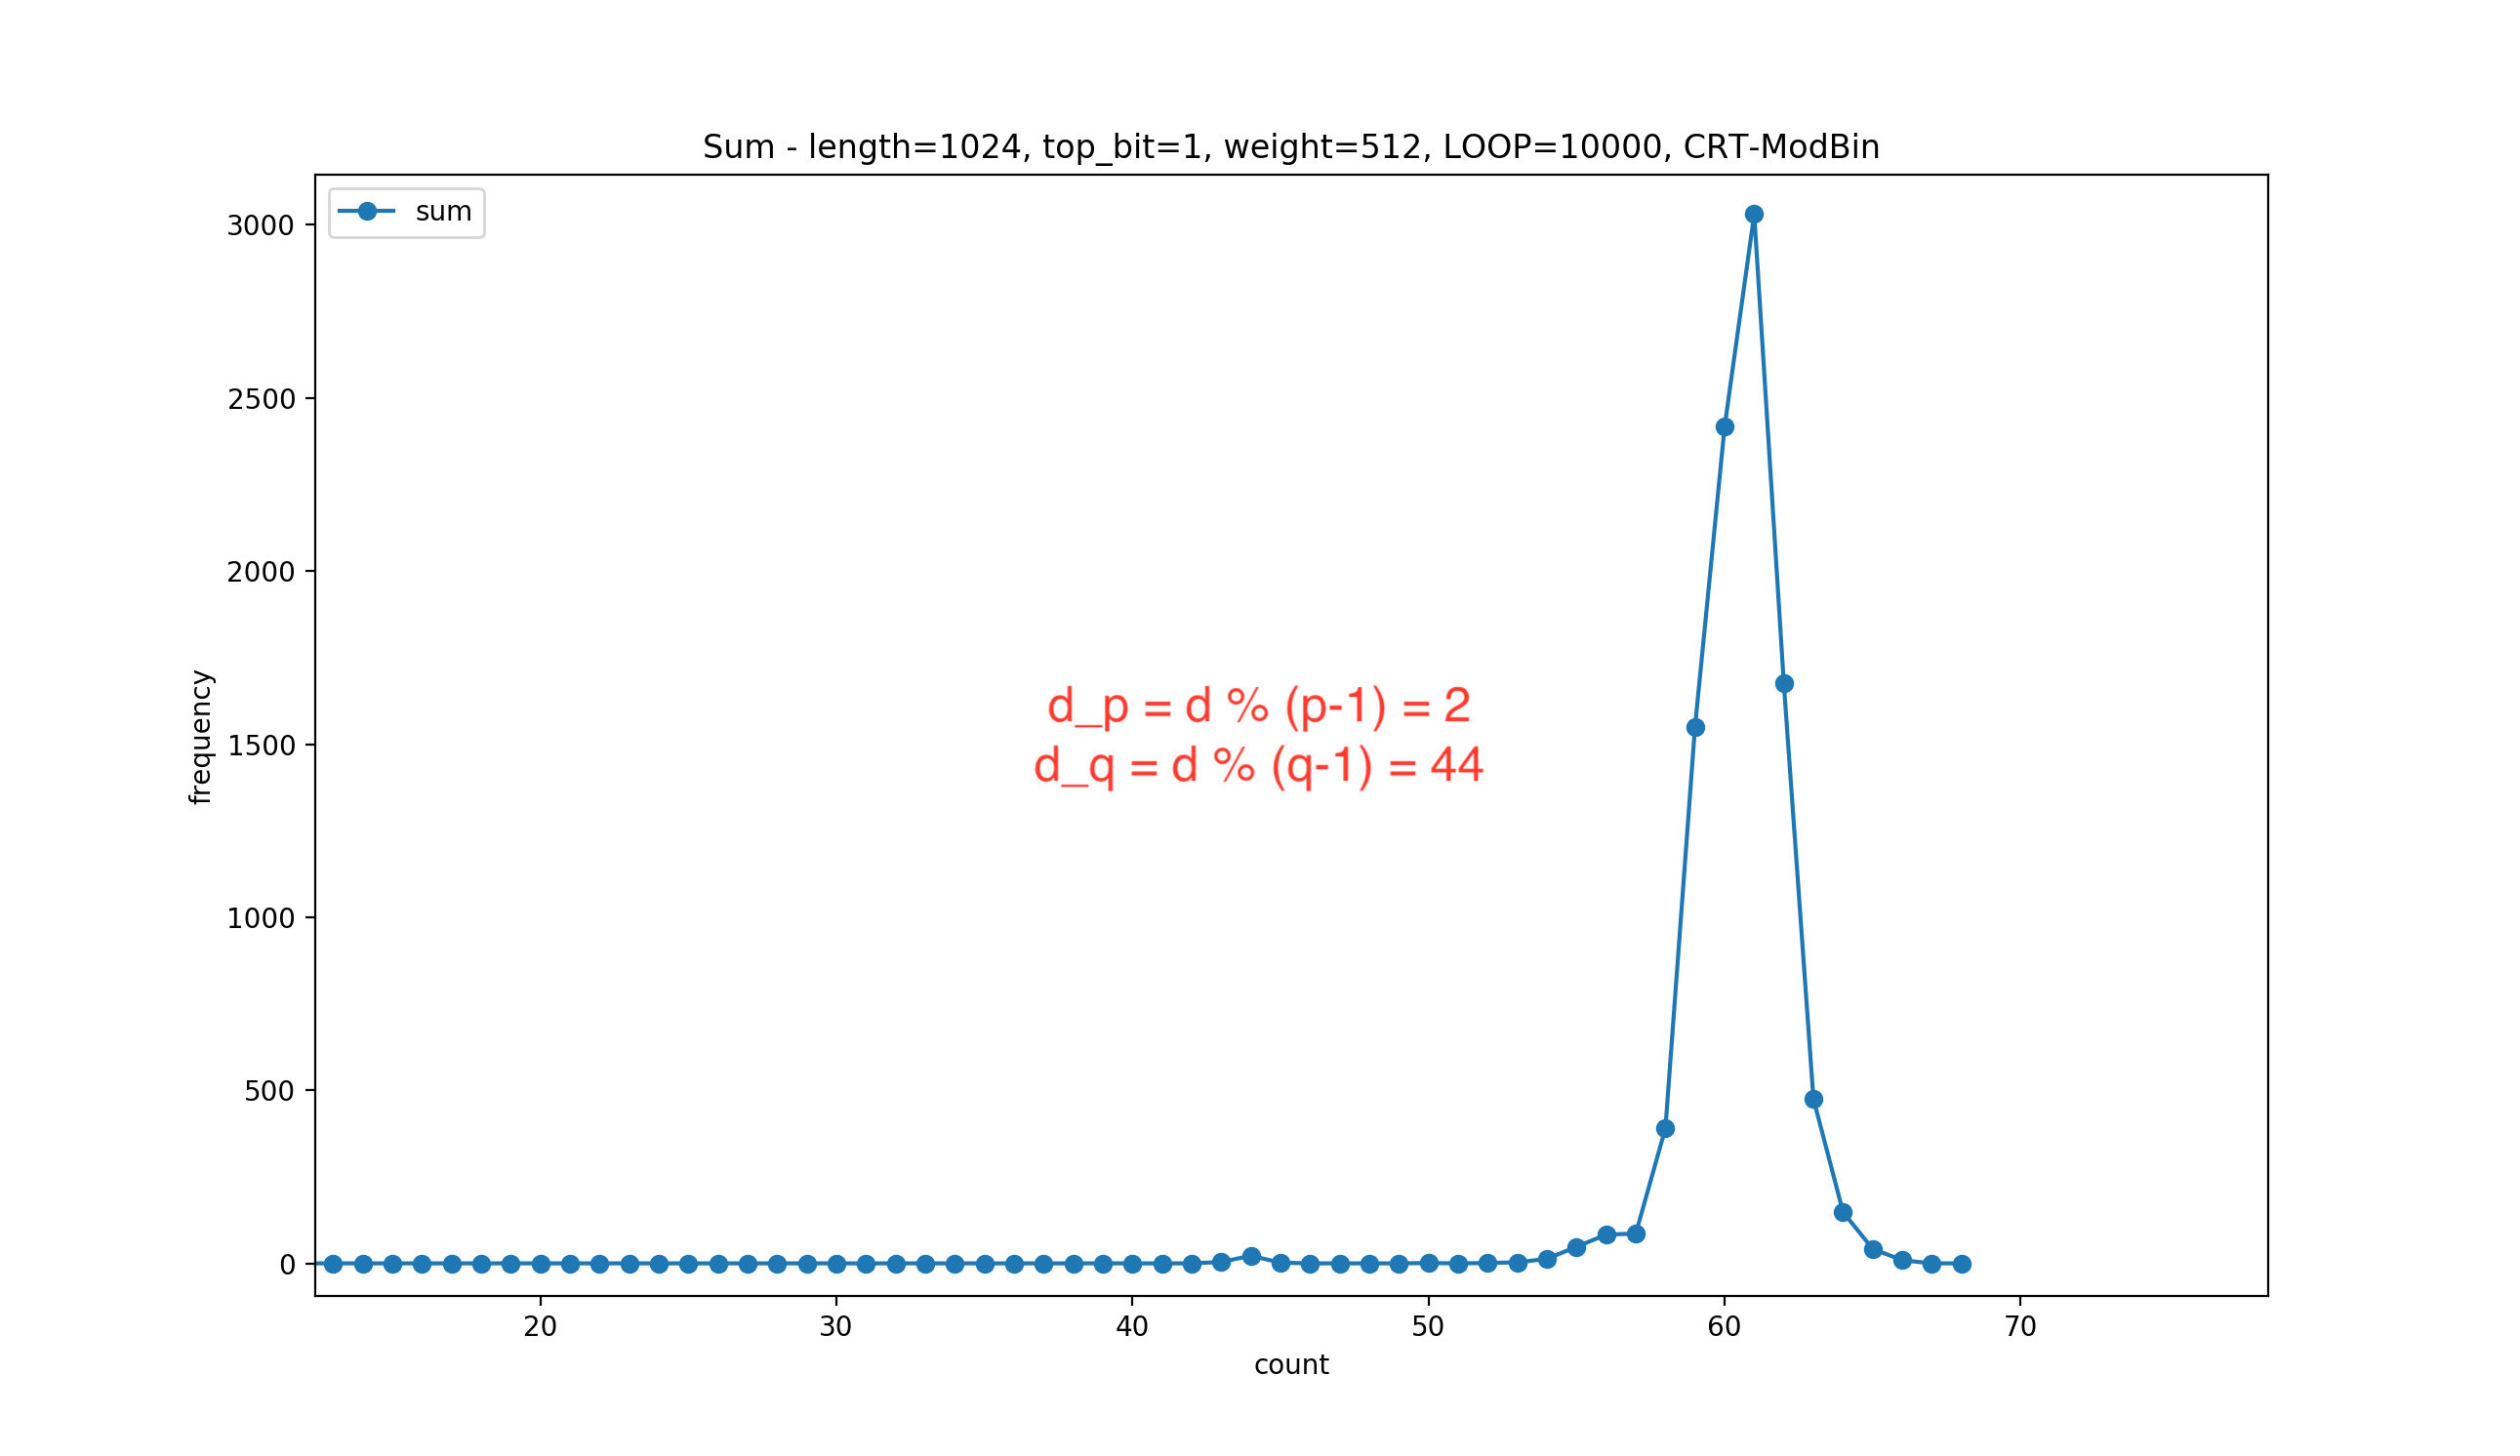 Sum - length=1024, top_bit=1, weight=512, LOOP=10000, CRT-ModBin
sum
3000
2500
2000
1500
1000
500
0
frequency
d_p = d % (p-1) = 2
d_q = d % (q-1) = 44
20 30 40 50 60 70
count